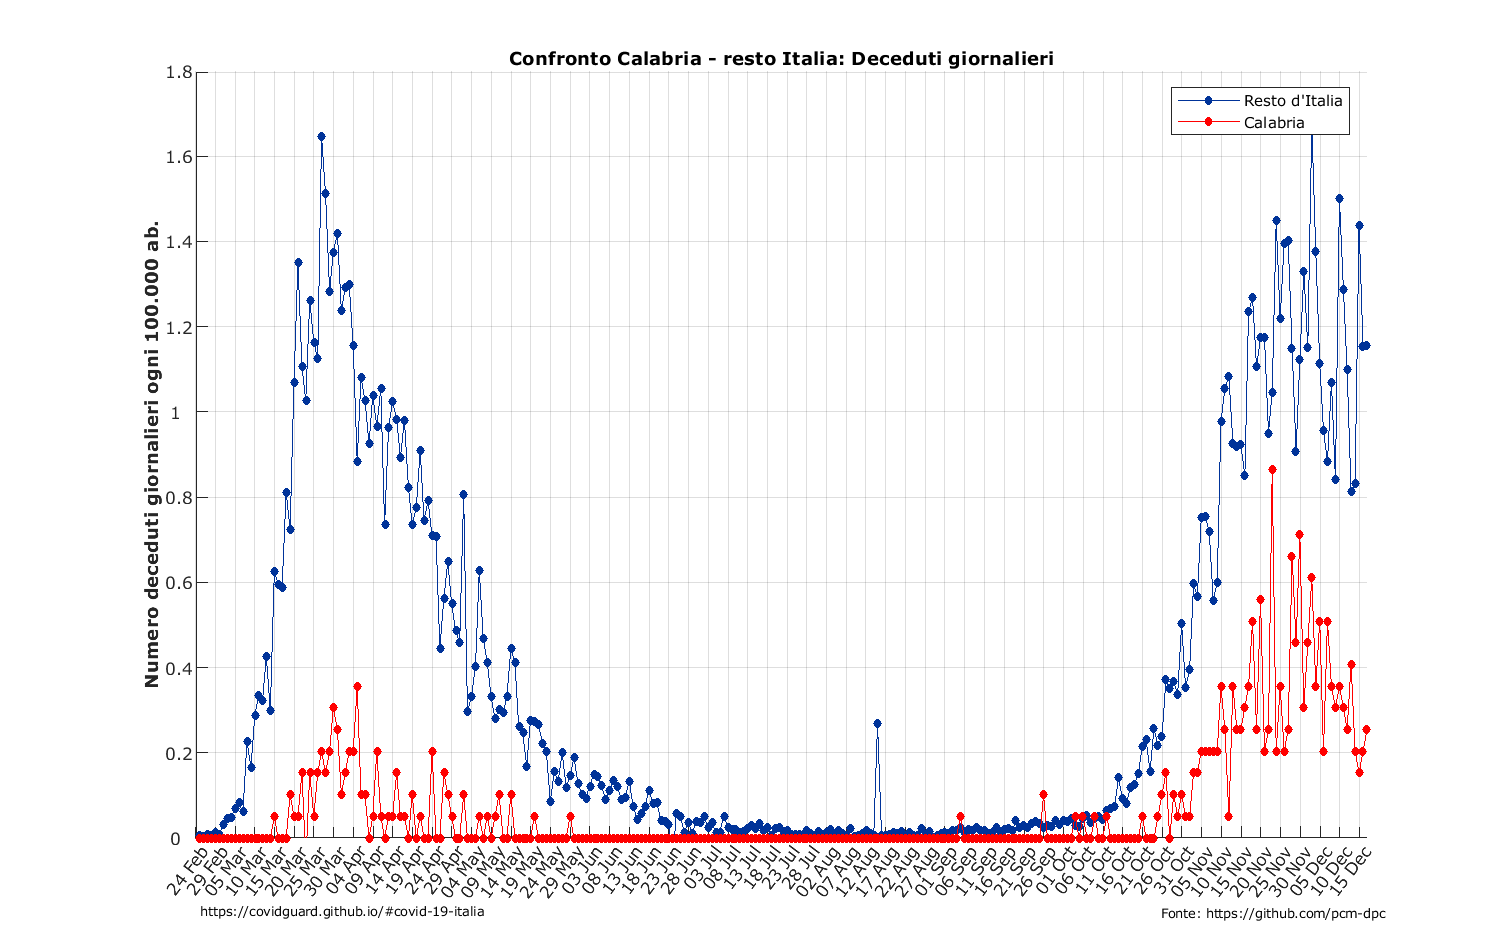 Confronto Calabria - resto Italia: Deceduti giornalieri
Resto d'Italia
Calabria
Numero deceduti giornalieri ogni 100.000 ab.
1.8
1.6
1.4
1.2
1
0.8
0.6
0.4
0.2
0
24 Feb
29 Feb
05 Mar
10 Mar
15 Mar
20 Mar
25 Mar
30 Mar
04 Apr
09 Apr
14 Apr
19 Apr
24 Apr
29 Apr
04 May
09 May
14 May
19 May
24 May
29 May
03 Jun
08 Jun
13 Jun
18 Jun
23 Jun
28 Jun
03 Jul
08 Jul
13 Jul
18 Jul
23 Jul
28 Jul
02 Aug
07 Aug
12 Aug
17 Aug
22 Aug
27 Aug
01 Sep
06 Sep
11 Sep
16 Sep
21 Sep
26 Sep
01 Oct
06 Oct
11 Oct
16 Oct
21 Oct
26 Oct
31 Oct
05 Nov
10 Nov
15 Nov
20 Nov
25 Nov
30 Nov
05 Dec
10 Dec
15 Dec
https://covidguard.github.io/#covid-19-italia
Fonte: https://github.com/pcm-dpc